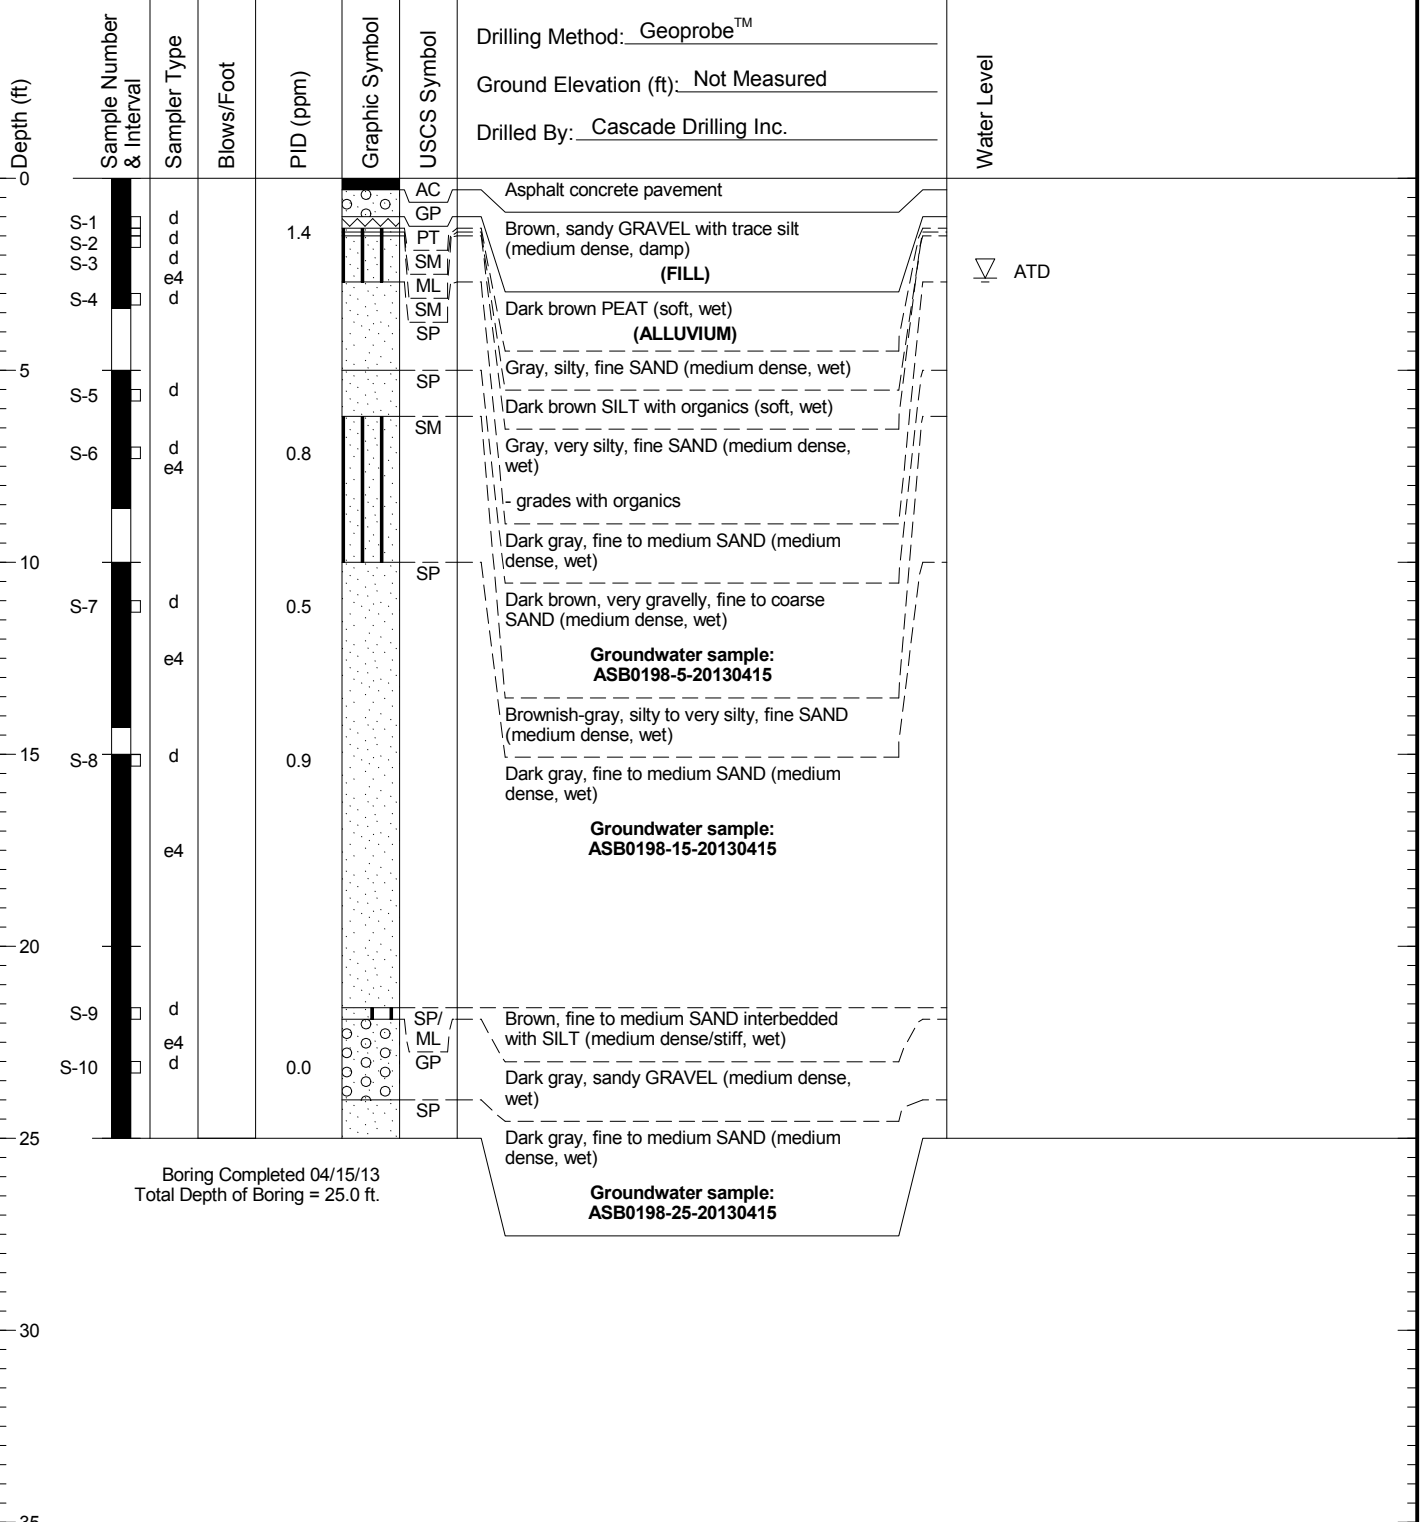 Drilling Method: Geoprobe™
Ground Elevation (ft): Not Measured
Drilled By: Cascade Drilling Inc.
Depth (ft)
Sample Number
& Interval
Sampler Type
Blows/Foot
PID (ppm)
Graphic Symbol
USCS Symbol
Water Level
0
AC
Asphalt concrete pavement
S-1
d
GP
Brown, sandy GRAVEL with trace silt
(medium dense, damp)
(FILL)
1.4
S-2
d
PT
S-3
d
SM
e4
ML
S-4
d
SM
SP
ATD
Dark brown PEAT (soft, wet)
(ALLUVIUM)
Gray, silty, fine SAND (medium dense, wet)
5
SP
S-5
d
Dark brown SILT with organics (soft, wet)
SM
S-6
d
0.8
e4
Gray, very silty, fine SAND (medium dense,
wet)
- grades with organics
Dark gray, fine to medium SAND (medium
dense, wet)
10
SP
S-7
d
0.5
Dark brown, very gravelly, fine to coarse
SAND (medium dense, wet)
e4
Groundwater sample:
ASB0198-5-20130415
Brownish-gray, silty to very silty, fine SAND
(medium dense, wet)
15
S-8
d
0.9
Dark gray, fine to medium SAND (medium
dense, wet)
Groundwater sample:
ASB0198-15-20130415
e4
20
S-9
d
SP/
ML
Brown, fine to medium SAND interbedded
with SILT (medium dense/stiff, wet)
e4
S-10
d
0.0
GP
Dark gray, sandy GRAVEL (medium dense,
wet)
SP
25
Dark gray, fine to medium SAND (medium
dense, wet)
Groundwater sample:
ASB0198-25-20130415
Boring Completed 04/15/13
Total Depth of Boring = 25.0 ft.
30
35